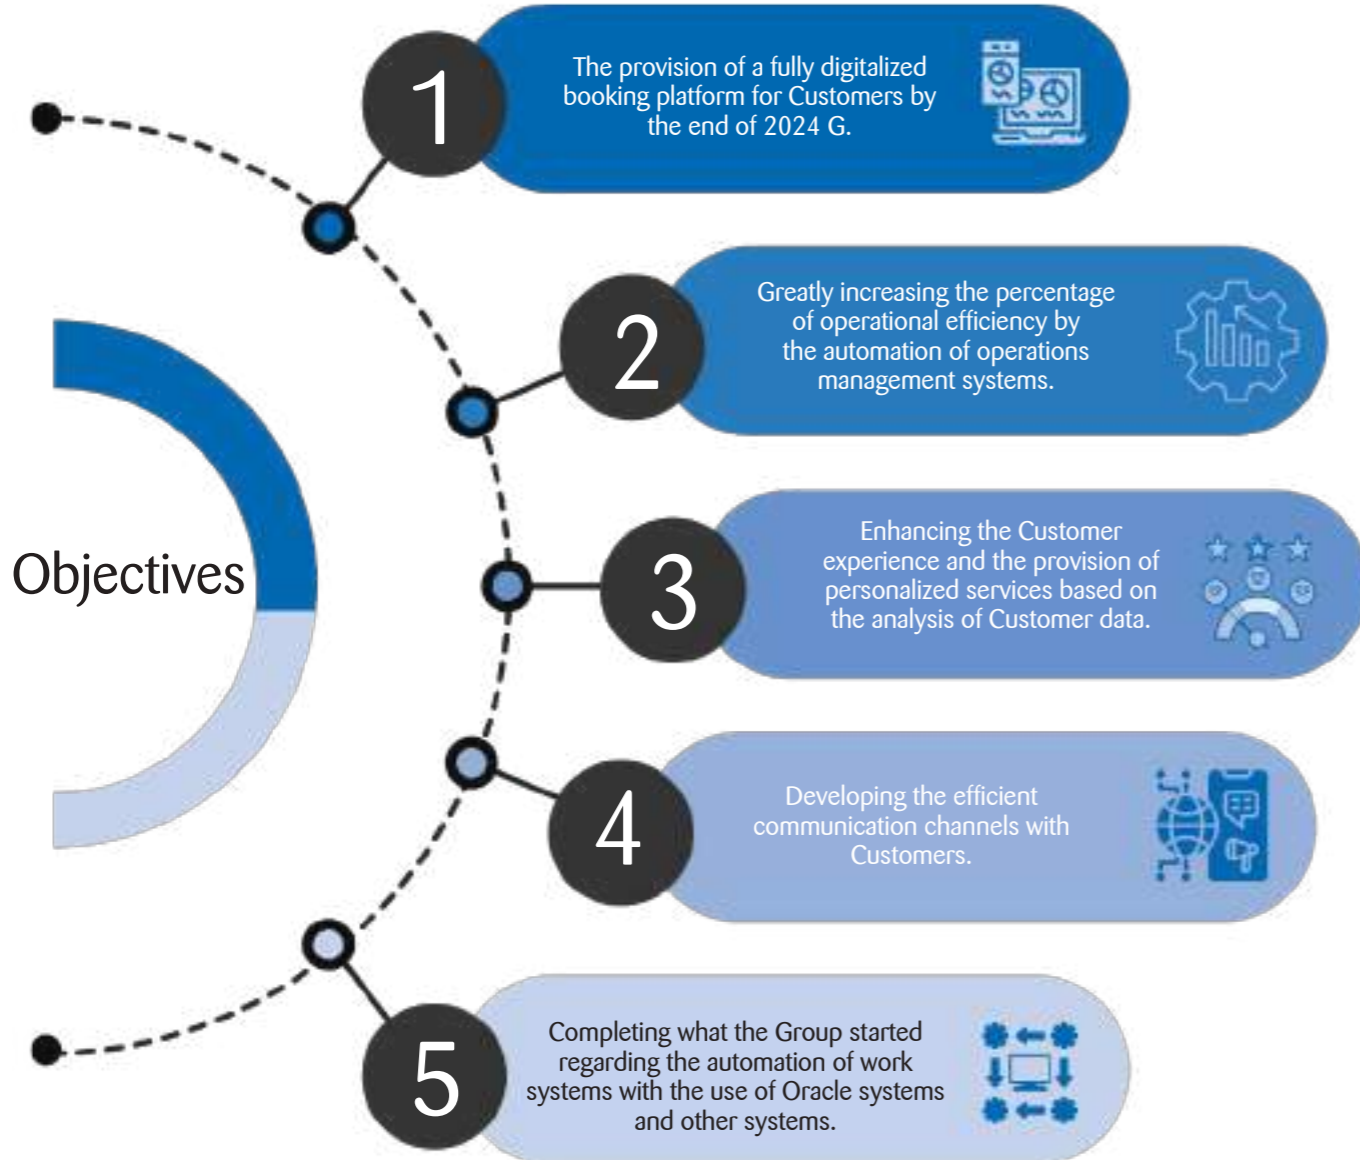 Objectives
1
The provision of a fully digitalized
booking platform for Customers by
the end of 2024 G.
2
Greatly increasing the percentage
of operational efficiency by
the automation of operations
management systems.
3
Enhancing the Customer
experience and the provision of
personalized services based on
the analysis of Customer data.
4
Developing the efficient
communication channels with
Customers.
5
Completing what the Group started
regarding the automation of work
systems with the use of Oracle systems
and other systems.